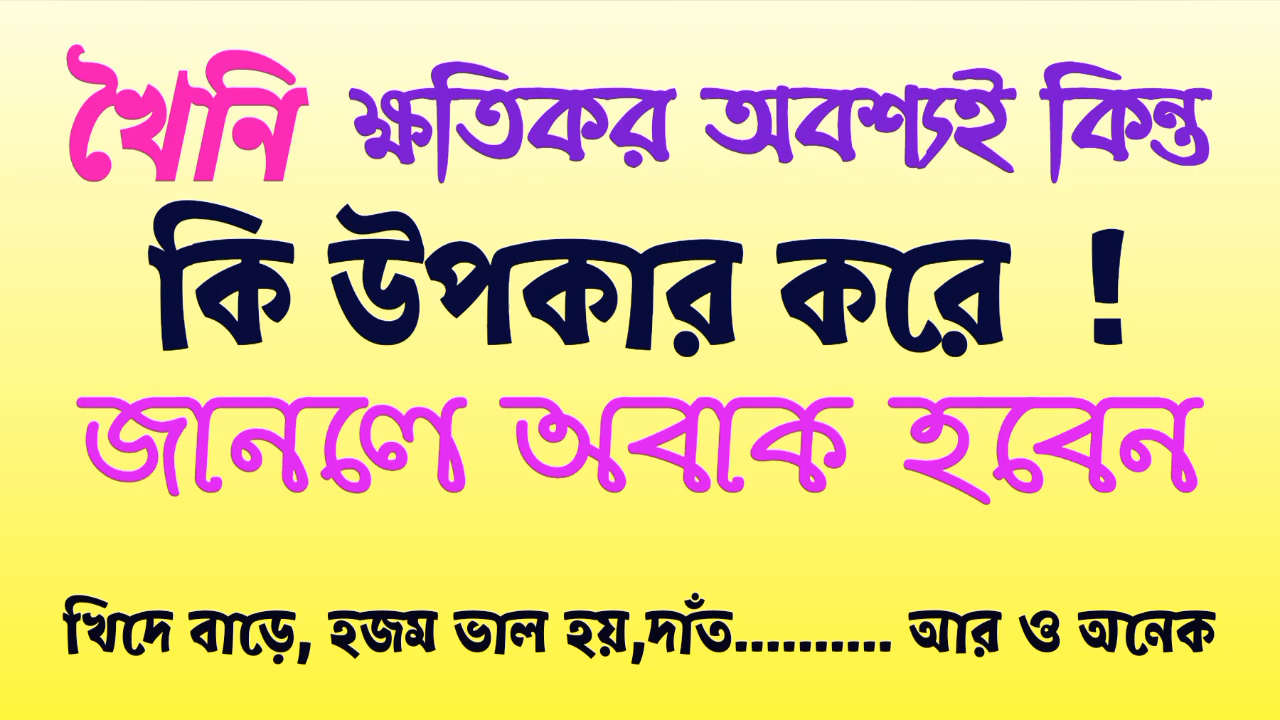 খৈনি ক্ষতিকর অবশ্যই কিন্ত
কি উপকার করে !
জানলে অবাক হবেন
খিদে বাড়ে, হজম ভাল হয়,দাঁত.......... আর ও অনেক